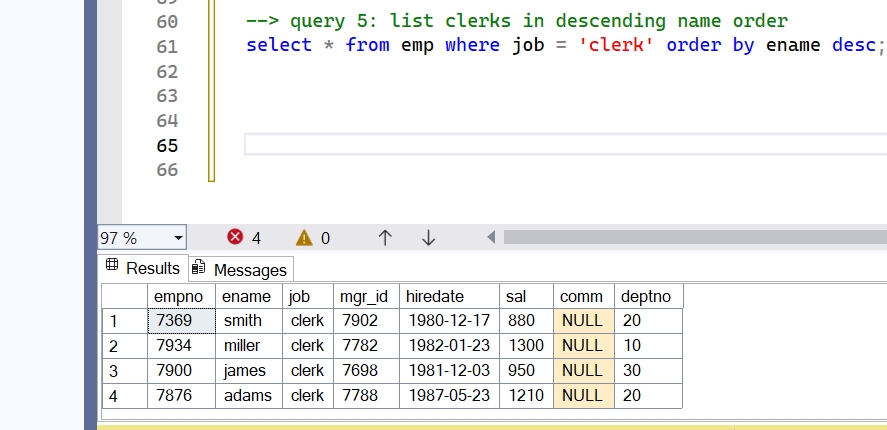 60 --> query 5: list clerks in descending name order
61 select * from emp where job = 'clerk' order by ename desc;
62
63
64
65
66
97 % 4 0
Results Messages
empno ename job mgr_id hiredate sal comm deptno
1 7369 smith clerk 7902 1980-12-17 880 NULL 20
2 7934 miller clerk 7782 1982-01-23 1300 NULL 10
3 7900 james clerk 7698 1981-12-03 950 NULL 30
4 7876 adams clerk 7788 1987-05-23 1210 NULL 20